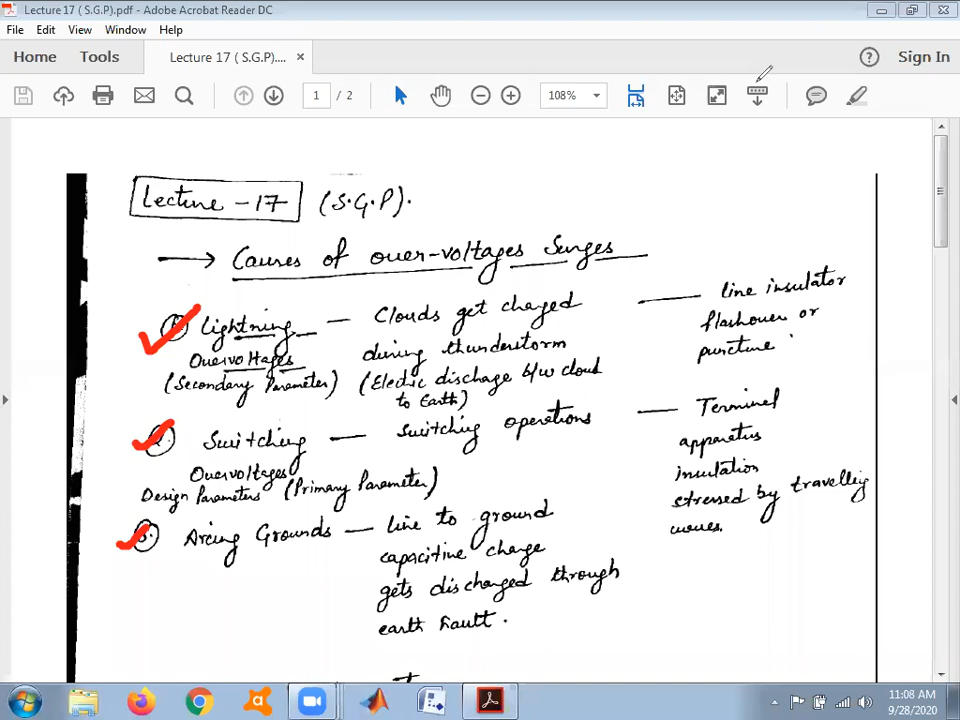 Lecture 17 ( S.G.P).pdf - Adobe Acrobat Reader DC
File Edit View Window Help
Home Tools Lecture 17 ( S.G.P).... × Sign In
1 / 2 108%
Lecture -17 (S.G.P).
Causes of over-voltages Surges
1. Lightning — Clouds get charged — line insulator
Overvoltages during thunderstorm flashover or
(Secondary Parameter) (Electric discharge b/w cloud puncture
to Earth)
2. Switching — switching operations — Terminal
Overvoltages apparatus
Design Parameters (Primary Parameter) insulation
stressed by travelling
waves.
3. Arcing Grounds — line to ground
capacitive charge
gets discharged through
earth fault.
11:08 AM
9/28/2020